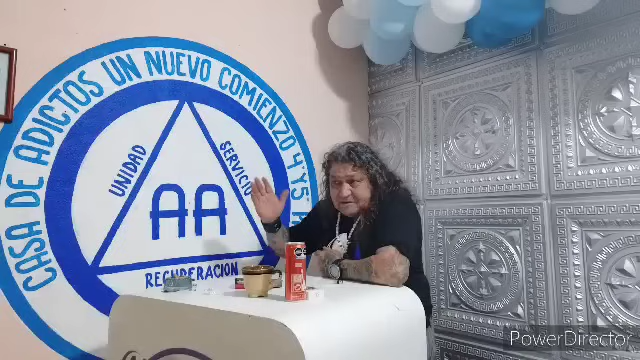 CASA DE ADICTOS UN NUEVO COMIENZO 4 Y 5
UNIDAD
SERVICIO
AA
RECUPERACION
PowerDirector